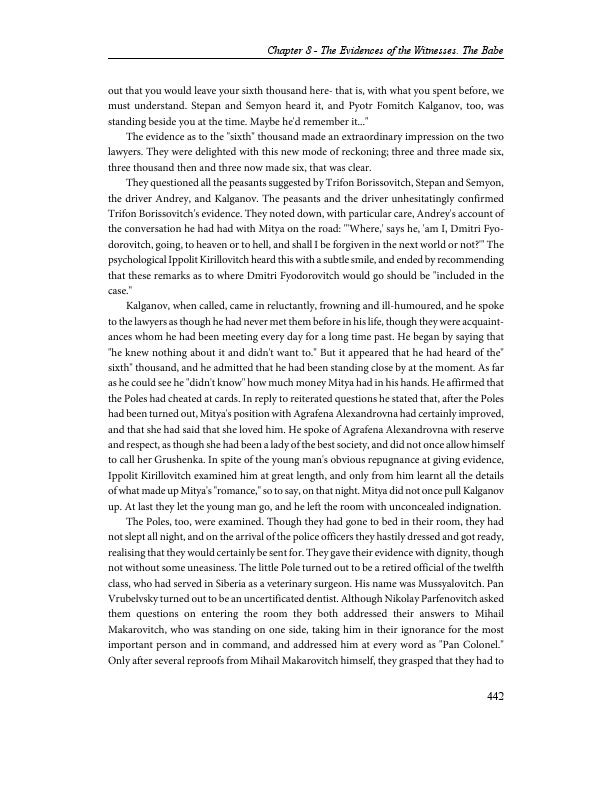 Chapter 8 - The Evidences of the Witnesses. The Babe
out that you would leave your sixth thousand here- that is, with what you spent before, we
must understand. Stepan and Semyon heard it, and Pyotr Fomitch Kalganov, too, was
standing beside you at the time. Maybe he'd remember it..."
The evidence as to the "sixth" thousand made an extraordinary impression on the two
lawyers. They were delighted with this new mode of reckoning; three and three made six,
three thousand then and three now made six, that was clear.
They questioned all the peasants suggested by Trifon Borissovitch, Stepan and Semyon,
the driver Andrey, and Kalganov. The peasants and the driver unhesitatingly confirmed
Trifon Borissovitch's evidence. They noted down, with particular care, Andrey's account of
the conversation he had had with Mitya on the road: "'Where,' says he, 'am I, Dmitri Fyo-
dorovitch, going, to heaven or to hell, and shall I be forgiven in the next world or not?'" The
psychological Ippolit Kirillovitch heard this with a subtle smile, and ended by recommending
that these remarks as to where Dmitri Fyodorovitch would go should be "included in the
case."
Kalganov, when called, came in reluctantly, frowning and ill-humoured, and he spoke
to the lawyers as though he had never met them before in his life, though they were acquaint-
ances whom he had been meeting every day for a long time past. He began by saying that
"he knew nothing about it and didn't want to." But it appeared that he had heard of the"
sixth" thousand, and he admitted that he had been standing close by at the moment. As far
as he could see he "didn't know" how much money Mitya had in his hands. He affirmed that
the Poles had cheated at cards. In reply to reiterated questions he stated that, after the Poles
had been turned out, Mitya's position with Agrafena Alexandrovna had certainly improved,
and that she had said that she loved him. He spoke of Agrafena Alexandrovna with reserve
and respect, as though she had been a lady of the best society, and did not once allow himself
to call her Grushenka. In spite of the young man's obvious repugnance at giving evidence,
Ippolit Kirillovitch examined him at great length, and only from him learnt all the details
of what made up Mitya's "romance," so to say, on that night. Mitya did not once pull Kalganov
up. At last they let the young man go, and he left the room with unconcealed indignation.
The Poles, too, were examined. Though they had gone to bed in their room, they had
not slept all night, and on the arrival of the police officers they hastily dressed and got ready,
realising that they would certainly be sent for. They gave their evidence with dignity, though
not without some uneasiness. The little Pole turned out to be a retired official of the twelfth
class, who had served in Siberia as a veterinary surgeon. His name was Mussyalovitch. Pan
Vrubelvsky turned out to be an uncertificated dentist. Although Nikolay Parfenovitch asked
them questions on entering the room they both addressed their answers to Mihail
Makarovitch, who was standing on one side, taking him in their ignorance for the most
important person and in command, and addressed him at every word as "Pan Colonel."
Only after several reproofs from Mihail Makarovitch himself, they grasped that they had to
442